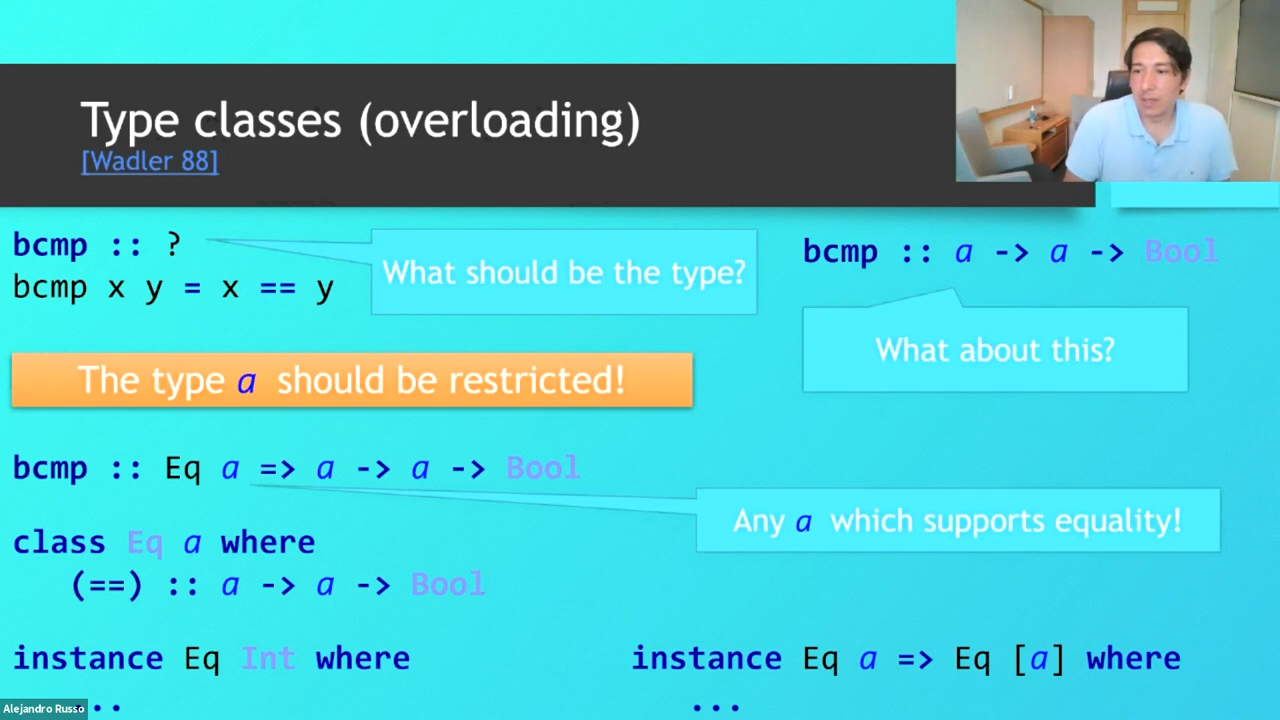 Type classes (overloading)
[Wadler 88]
bcmp :: ?
bcmp x y = x == y
What should be the type?
bcmp :: a -> a -> Bool
What about this?
The type a should be restricted!
bcmp :: Eq a => a -> a -> Bool
Any a which supports equality!
class Eq a where
(==) :: a -> a -> Bool
instance Eq Int where
...
instance Eq a => Eq [a] where
...
Alejandro Russo